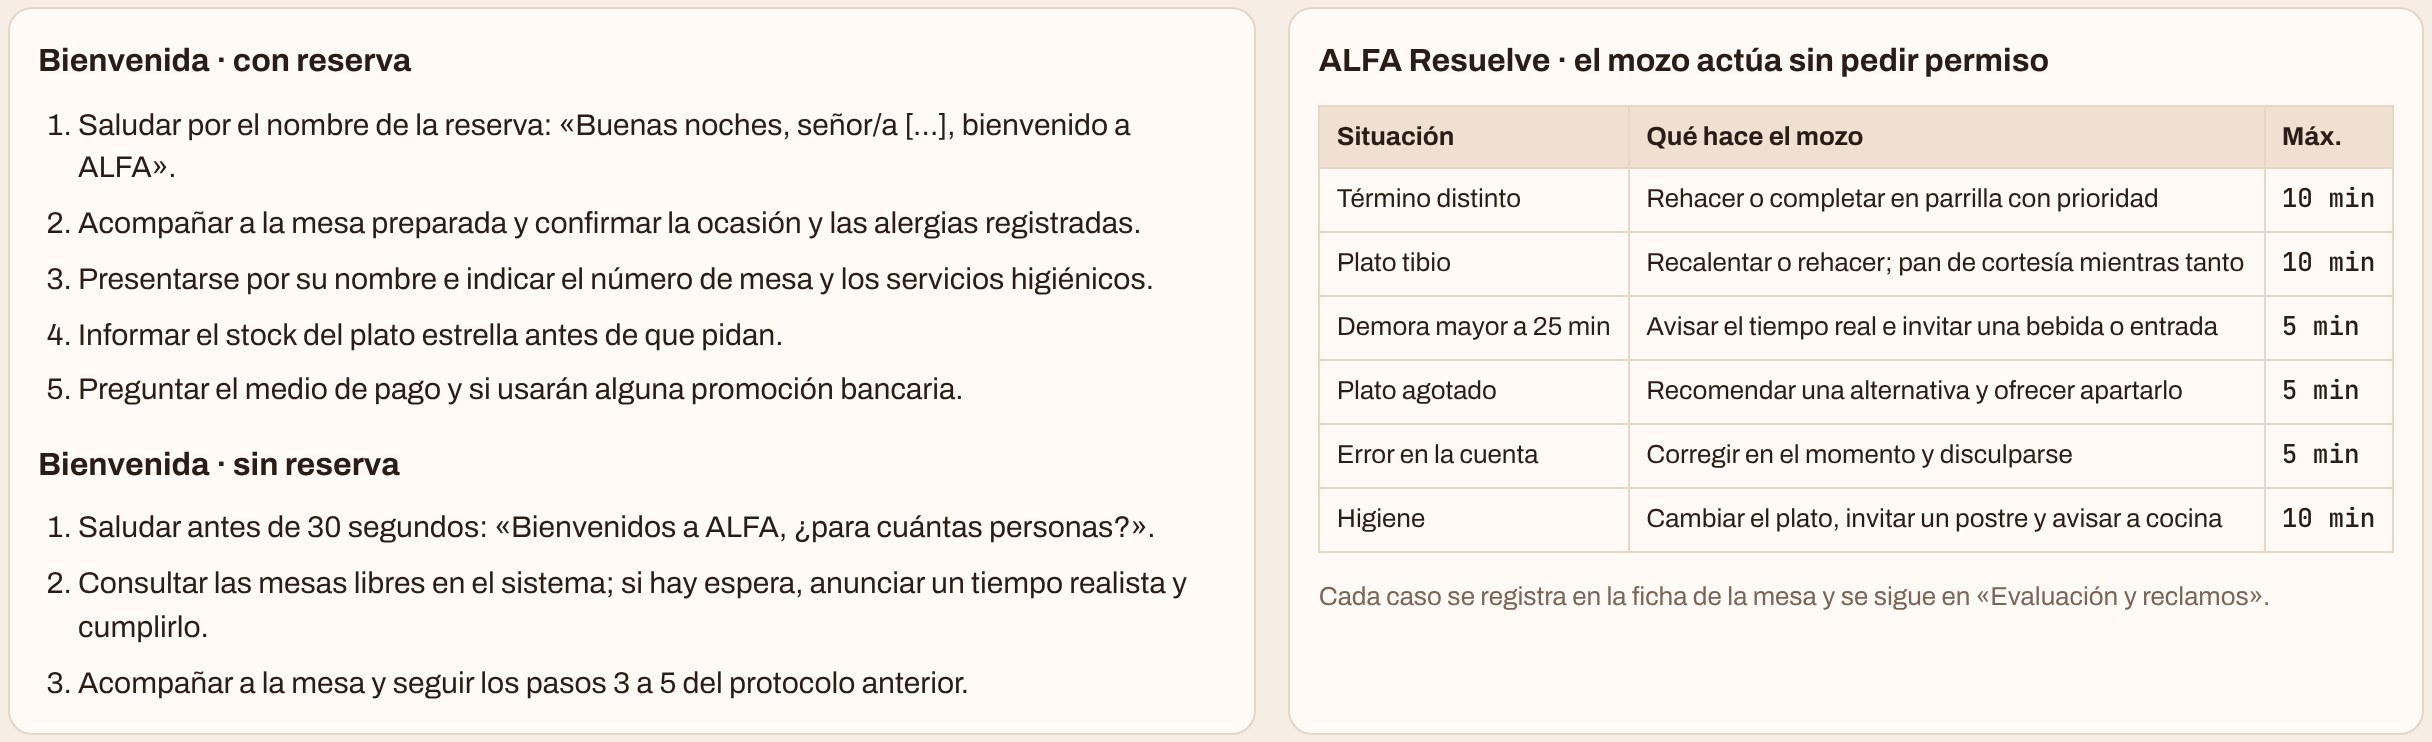 Bienvenida · con reserva
1. Saludar por el nombre de la reserva: «Buenas noches, señor/a [...], bienvenido a
ALFA».
2. Acompañar a la mesa preparada y confirmar la ocasión y las alergias registradas.
3. Presentarse por su nombre e indicar el número de mesa y los servicios higiénicos.
4. Informar el stock del plato estrella antes de que pidan.
5. Preguntar el medio de pago y si usarán alguna promoción bancaria.
Bienvenida · sin reserva
1. Saludar antes de 30 segundos: «Bienvenidos a ALFA, ¿para cuántas personas?».
2. Consultar las mesas libres en el sistema; si hay espera, anunciar un tiempo realista y
cumplirlo.
3. Acompañar a la mesa y seguir los pasos 3 a 5 del protocolo anterior.
ALFA Resuelve · el mozo actúa sin pedir permiso
Situación Qué hace el mozo Máx.
Término distinto Rehacer o completar en parrilla con prioridad 10 min
Plato tibio Recalentar o rehacer; pan de cortesía mientras tanto 10 min
Demora mayor a 25 min Avisar el tiempo real e invitar una bebida o entrada 5 min
Plato agotado Recomendar una alternativa y ofrecer apartarlo 5 min
Error en la cuenta Corregir en el momento y disculparse 5 min
Higiene Cambiar el plato, invitar un postre y avisar a cocina 10 min
Cada caso se registra en la ficha de la mesa y se sigue en «Evaluación y reclamos».